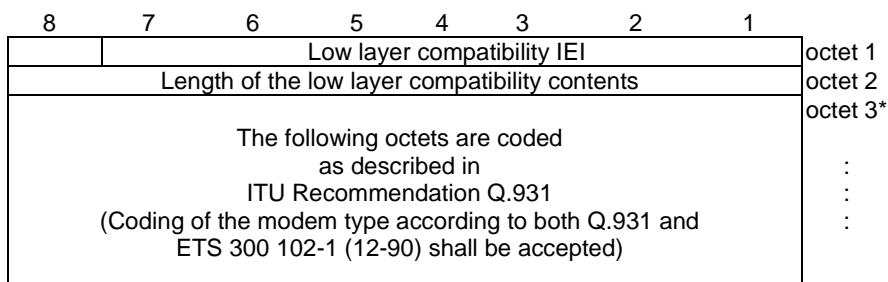 8 7 6 5 4 3 2 1
Low layer compatibility IEI octet 1
Length of the low layer compatibility contents octet 2
octet 3*
The following octets are coded
as described in :
ITU Recommendation Q.931 :
(Coding of the modem type according to both Q.931 and :
ETS 300 102-1 (12-90) shall be accepted)